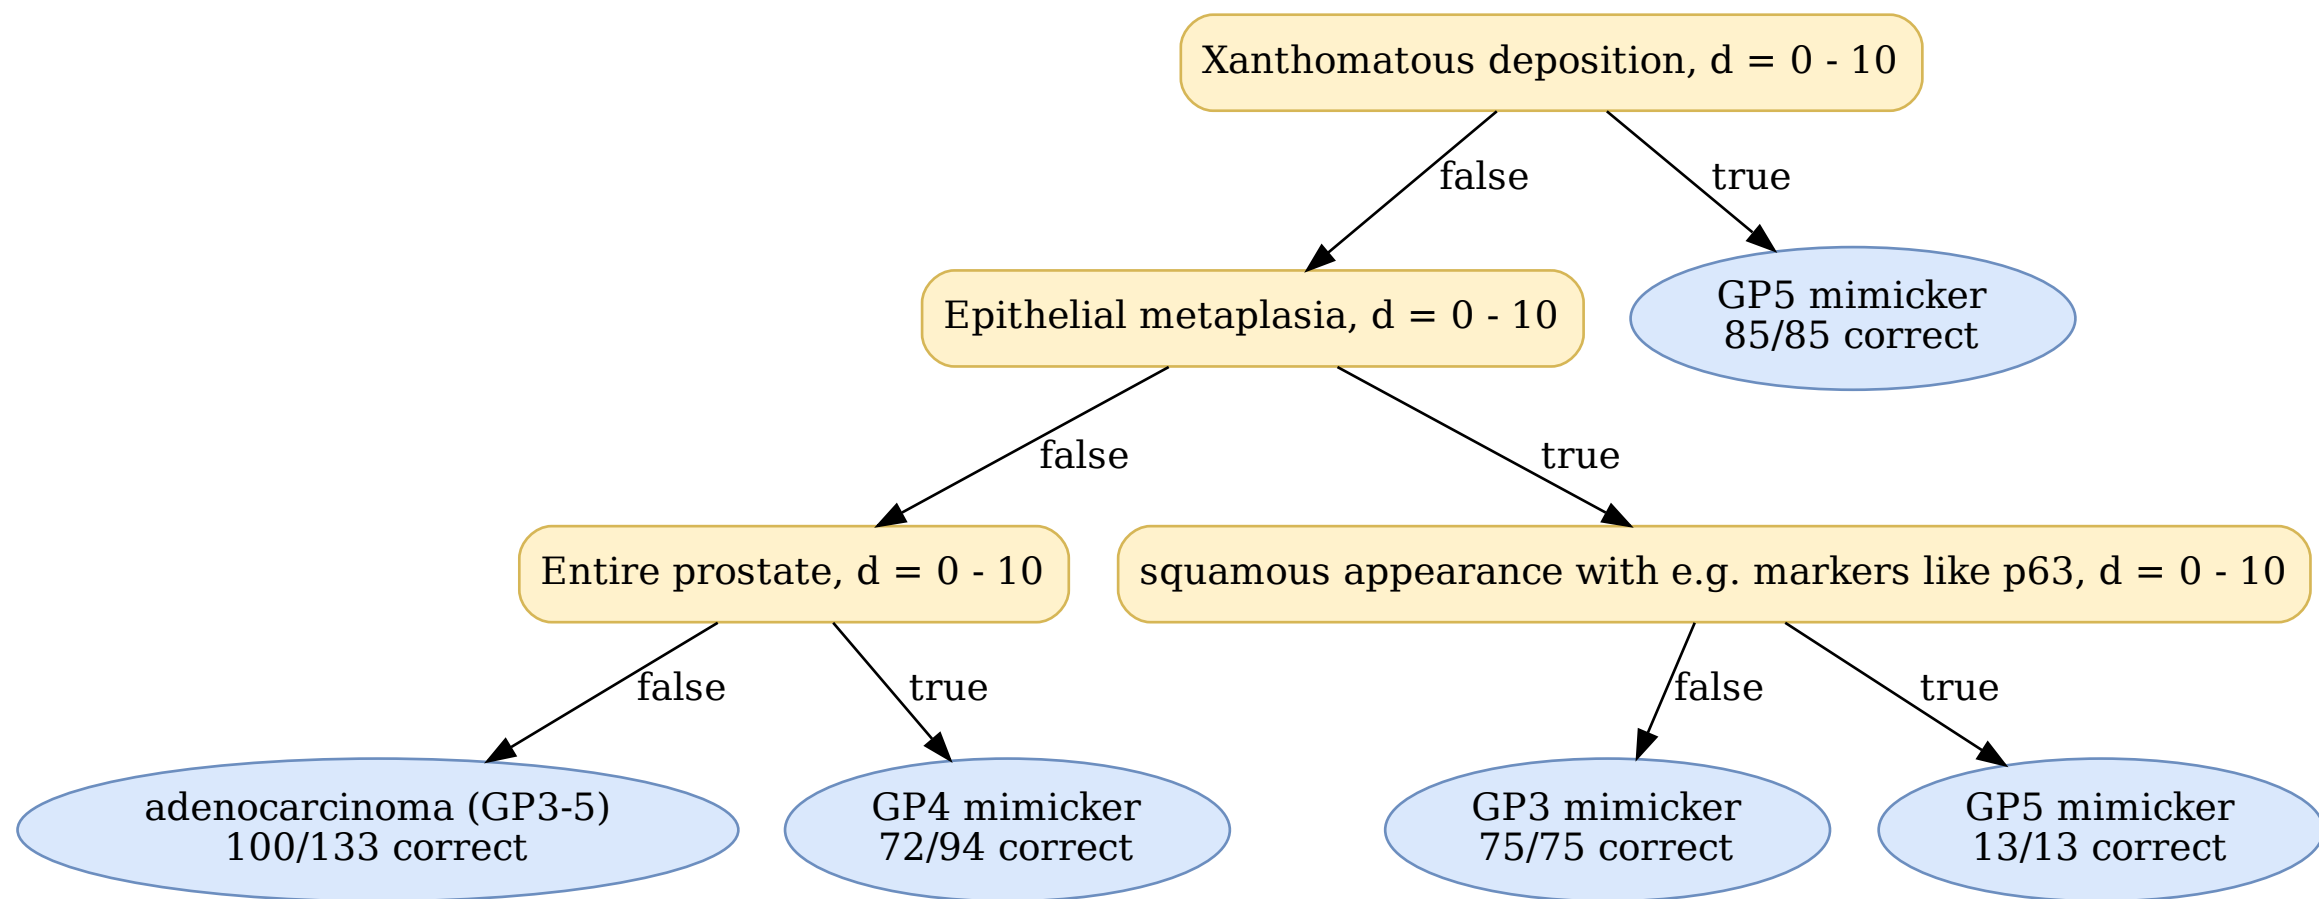 Xanthomatous deposition, d = 0 - 10
false
true
Epithelial metaplasia, d = 0 - 10
GP5 mimicker
85/85 correct
false
true
Entire prostate, d = 0 - 10
squamous appearance with e.g. markers like p63, d = 0 - 10
false
true
false
true
adenocarcinoma (GP3-5)
100/133 correct
GP4 mimicker
72/94 correct
GP3 mimicker
75/75 correct
GP5 mimicker
13/13 correct